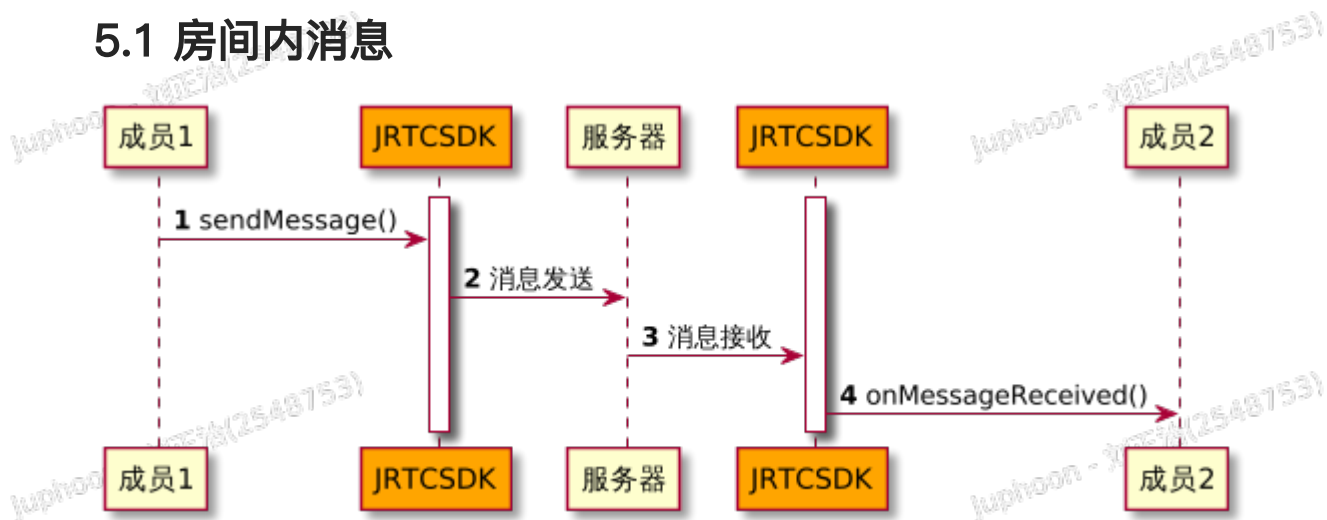 5.1 房间内消息
成员1 JRTCSDK 服务器 JRTCSDK 成员2
1 sendMessage()
2 消息发送
3 消息接收
4 onMessageReceived()
成员1 JRTCSDK 服务器 JRTCSDK 成员2